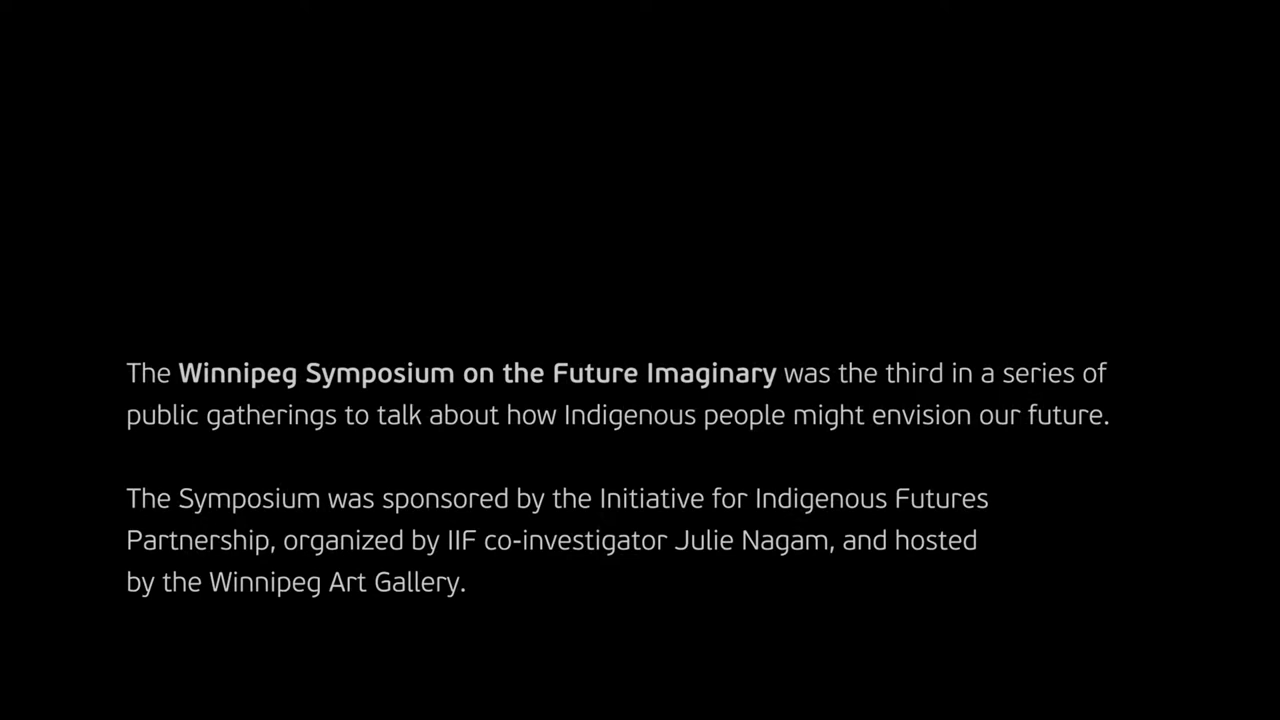 The Winnipeg Symposium on the Future Imaginary was the third in a series of
public gatherings to talk about how Indigenous people might envision our future.
The Symposium was sponsored by the Initiative for Indigenous Futures
Partnership, organized by IIF co-investigator Julie Nagam, and hosted
by the Winnipeg Art Gallery.